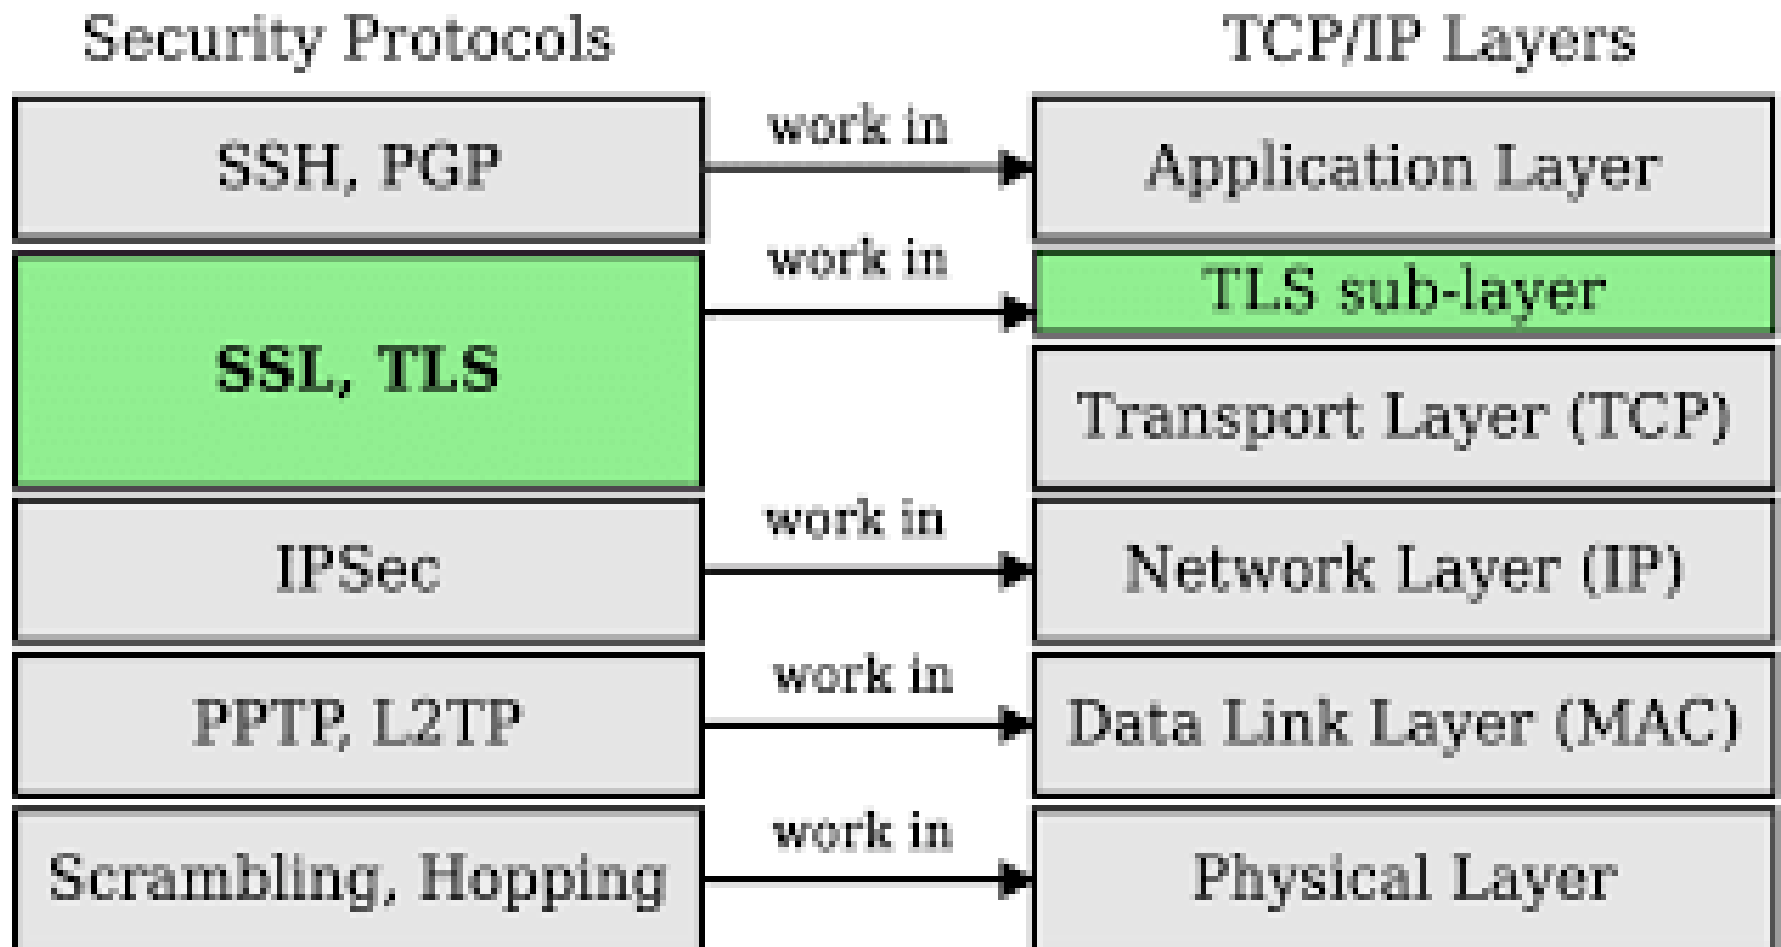 Security Protocols
TCP/IP Layers
SSH, PGP
work in
Application Layer
SSL, TLS
work in
TLS sub-layer
Transport Layer (TCP)
IPSec
work in
Network Layer (IP)
PPTP, L2TP
work in
Data Link Layer (MAC)
Scrambling, Hopping
work in
Physical Layer